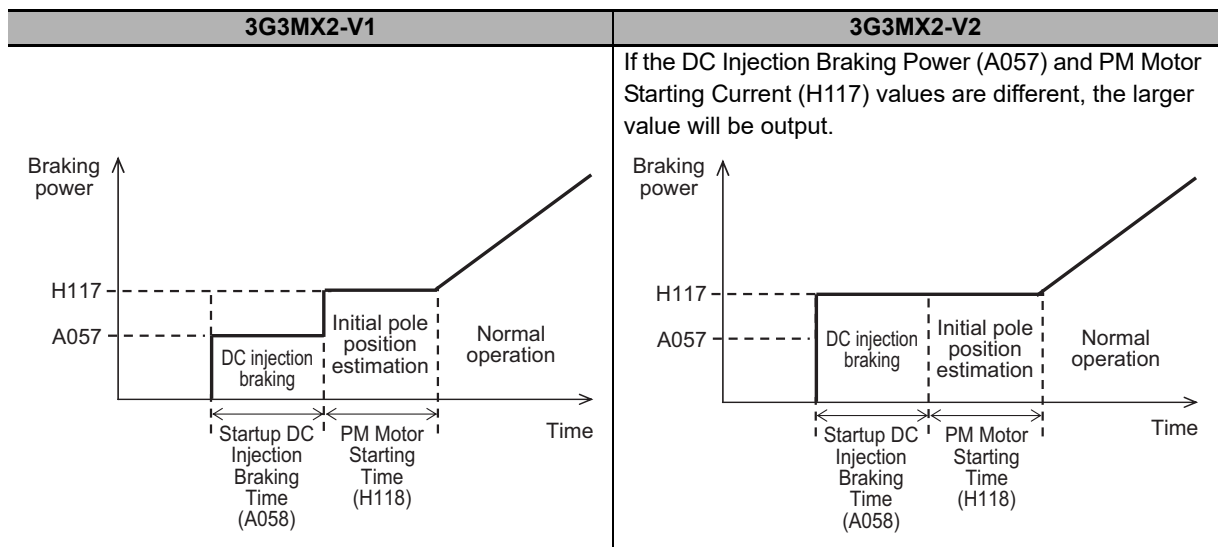 3G3MX2-V1
3G3MX2-V2
If the DC Injection Braking Power (A057) and PM Motor
Starting Current (H117) values are different, the larger
value will be output.
Braking
power
H117
A057
DC injection
braking
Initial pole
position
estimation
Normal
operation
Time
Startup DC
Injection
Braking
Time
(A058)
PM Motor
Starting
Time
(H118)
Braking
power
H117
A057
DC injection
braking
Initial pole
position
estimation
Normal
operation
Time
Startup DC
Injection
Braking
Time
(A058)
PM Motor
Starting
Time
(H118)